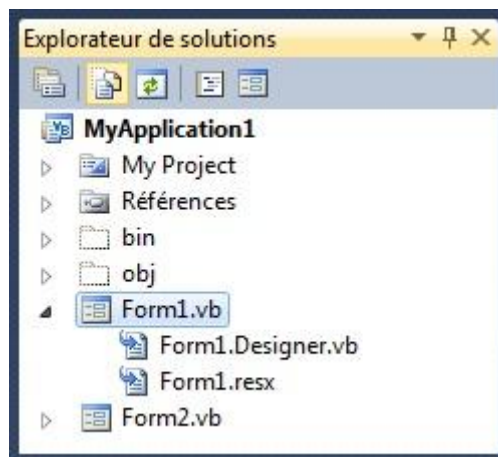 Explorateur de solutions
MyApplication1
My Project
Références
bin
obj
Form1.vb
Form1.Designer.vb
Form1.resx
Form2.vb